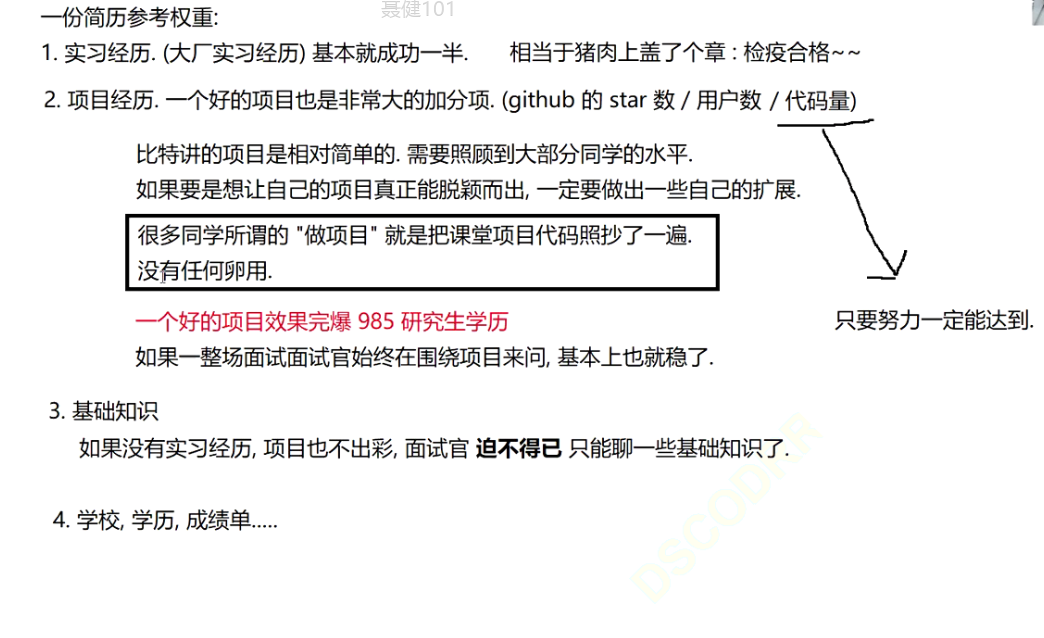 聂健101
一份简历参考权重:
1. 实习经历. (大厂实习经历) 基本就成功一半. 相当于猪肉上盖了个章 : 检疫合格~~
2. 项目经历. 一个好的项目也是非常大的加分项. (github 的 star 数 / 用户数 / 代码量)
比特讲的项目是相对简单的. 需要照顾到大部分同学的水平.
如果要是想让自己的项目真正能脱颖而出, 一定要做出一些自己的扩展.
很多同学所谓的 "做项目" 就是把课堂项目代码照抄了一遍.
没有任何卵用.
一个好的项目效果完爆 985 研究生学历
只要努力一定能达到.
如果一整场面试面试官始终在围绕项目来问, 基本上也就稳了.
3. 基础知识
如果没有实习经历, 项目也不出彩, 面试官 迫不得已 只能聊一些基础知识了.
4. 学校, 学历, 成绩单.....